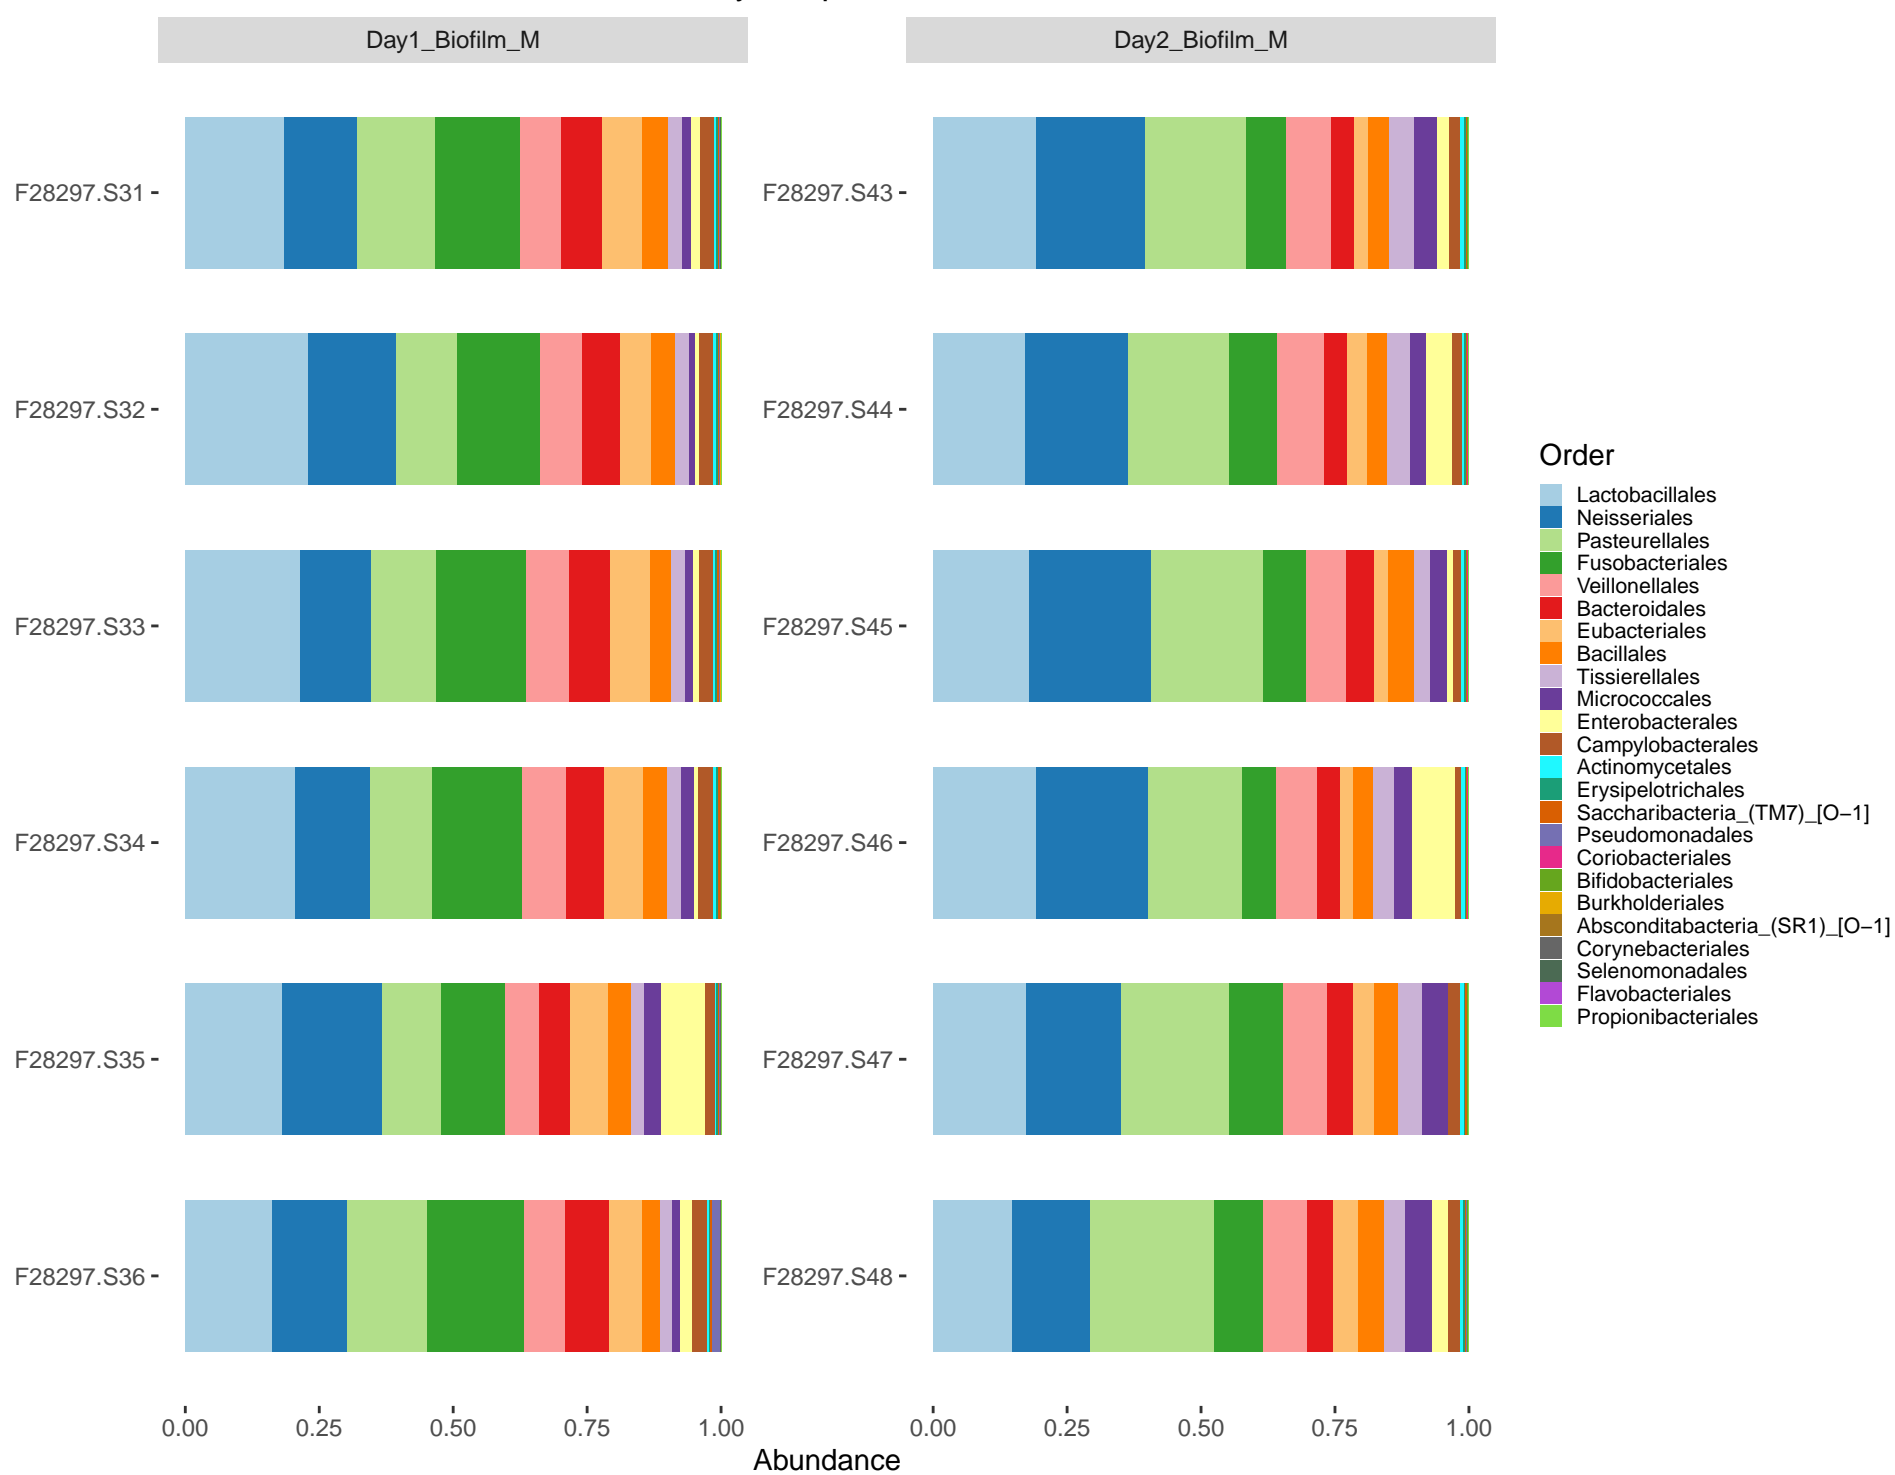 Day1_Biofilm_M
Day2_Biofilm_M
F28297.S31
F28297.S43
F28297.S32
F28297.S44
F28297.S33
F28297.S45
F28297.S34
F28297.S46
F28297.S35
F28297.S47
F28297.S36
F28297.S48
0.00 0.25 0.50 0.75 1.00
0.00 0.25 0.50 0.75 1.00
Abundance
Order
Lactobacillales
Neisseriales
Pasteurellales
Fusobacteriales
Veillonellales
Bacteroidales
Eubacteriales
Bacillales
Tissierellales
Micrococcales
Enterobacterales
Campylobacterales
Actinomycetales
Erysipelotrichales
Saccharibacteria_(TM7)_[O−1]
Pseudomonadales
Coriobacteriales
Bifidobacteriales
Burkholderiales
Absconditabacteria_(SR1)_[O−1]
Corynebacteriales
Selenomonadales
Flavobacteriales
Propionibacteriales